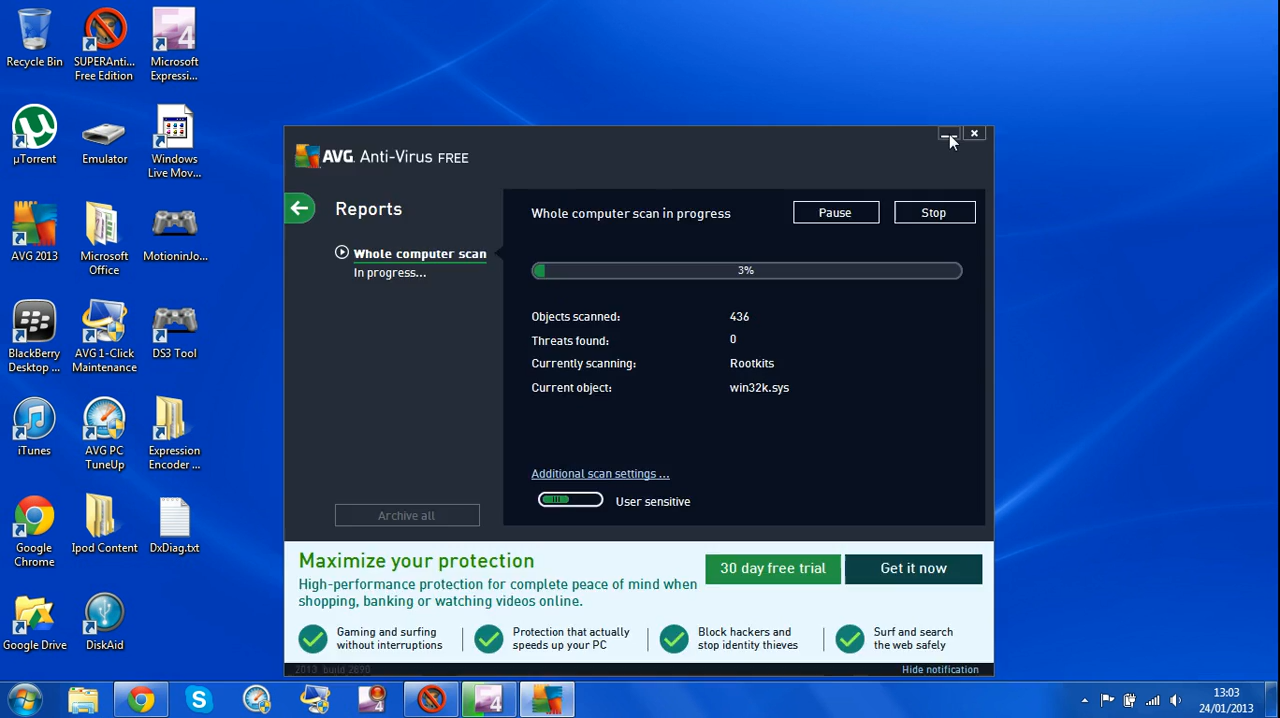 Recycle Bin
SUPERAnti...
Free Edition
Microsoft
Expressi...
µTorrent
Emulator
Windows
Live Mov...
AVG 2013
Microsoft
Office
MotioninJo...
BlackBerry
Desktop ...
AVG 1-Click
Maintenance
DS3 Tool
iTunes
AVG PC
TuneUp
Expression
Encoder ...
Google
Chrome
Ipod Content
DxDiag.txt
Google Drive
DiskAid
AVG. Anti-Virus FREE
Reports
Whole computer scan
In progress...
Archive all
Whole computer scan in progress
Pause
Stop
3%
Objects scanned: 436
Threats found: 0
Currently scanning: Rootkits
Current object: win32k.sys
Additional scan settings ...
User sensitive
Maximize your protection
High-performance protection for complete peace of mind when
shopping, banking or watching videos online.
30 day free trial
Get it now
Gaming and surfing
without interruptions
Protection that actually
speeds up your PC
Block hackers and
stop identity thieves
Surf and search
the web safely
2013 build 2890
Hide notification
13:03
24/01/2013